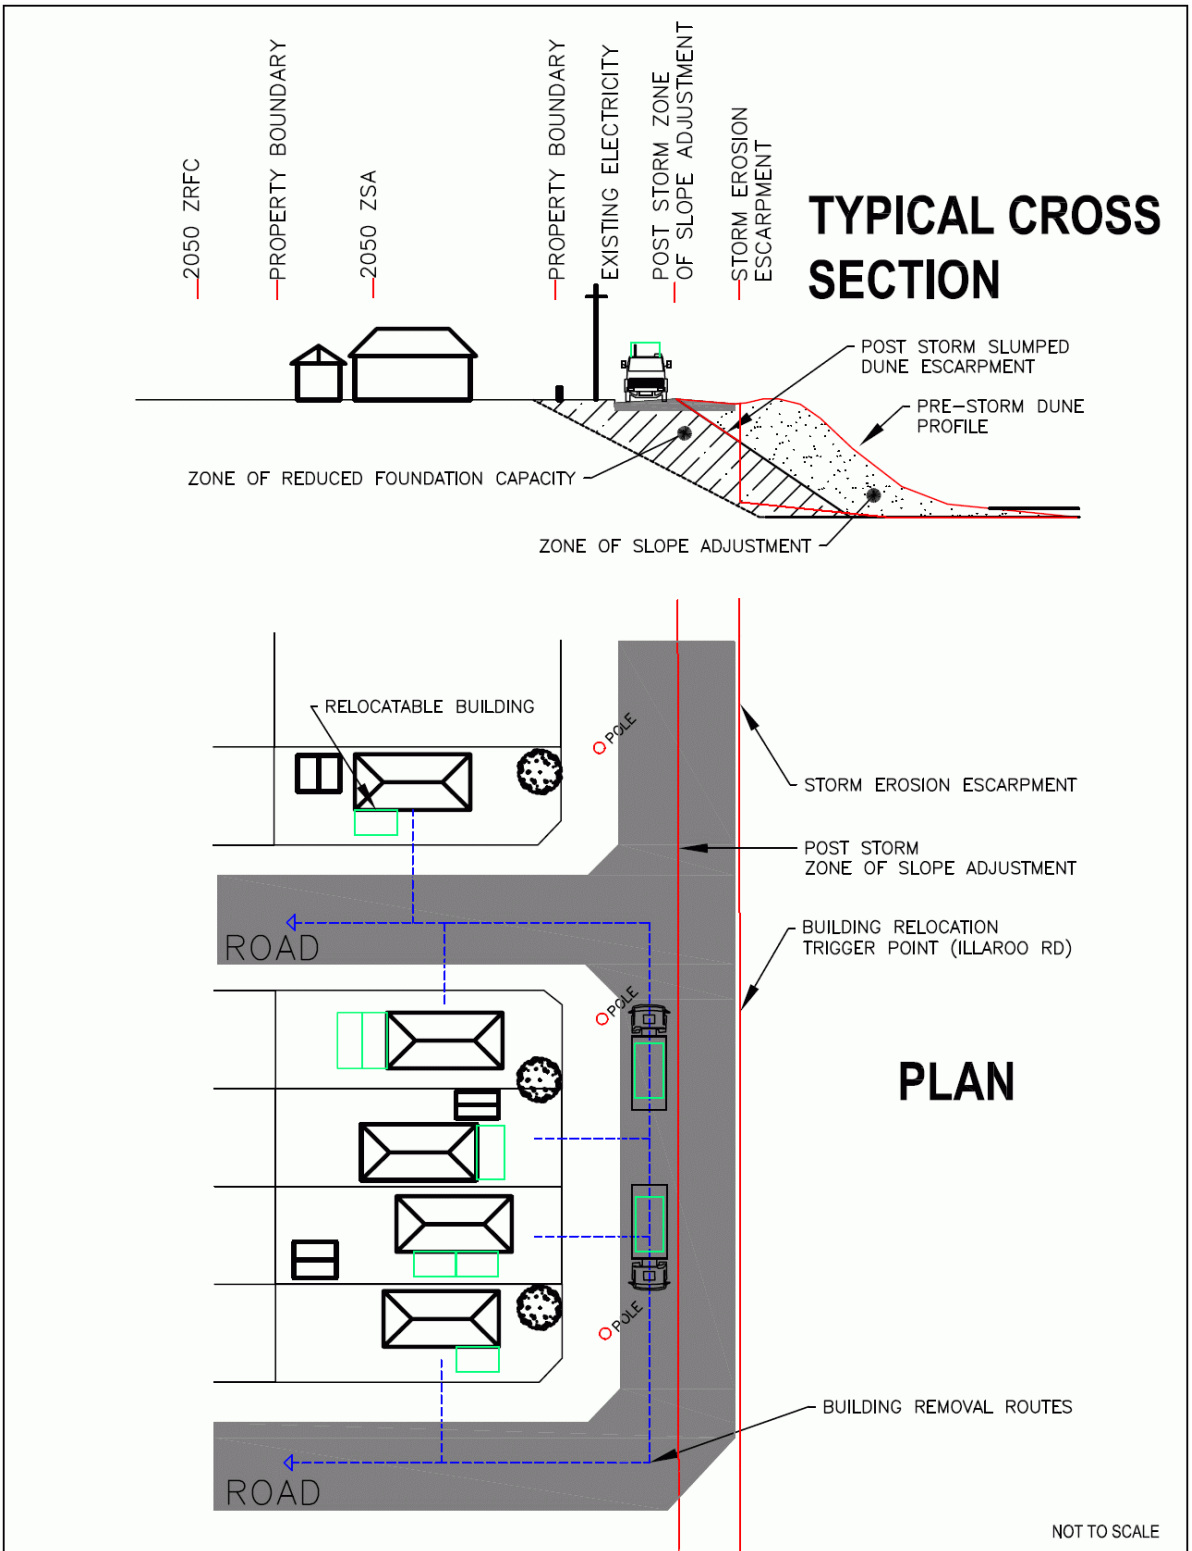 2050 ZRFC
PROPERTY BOUNDARY
2050 ZSA
PROPERTY BOUNDARY
EXISTING ELECTRICITY
POST STORM ZONE
OF SLOPE ADJUSTMENT
STORM EROSION
ESCARPMENT
TYPICAL CROSS
SECTION
POST STORM SLUMPED
DUNE ESCARPMENT
PRE-STORM DUNE
PROFILE
ZONE OF REDUCED FOUNDATION CAPACITY
ZONE OF SLOPE ADJUSTMENT
RELOCATABLE BUILDING
POLE
STORM EROSION ESCARPMENT
POST STORM
ZONE OF SLOPE ADJUSTMENT
BUILDING RELOCATION
TRIGGER POINT (ILLAROO RD)
ROAD
POLE
PLAN
POLE
BUILDING REMOVAL ROUTES
ROAD
NOT TO SCALE